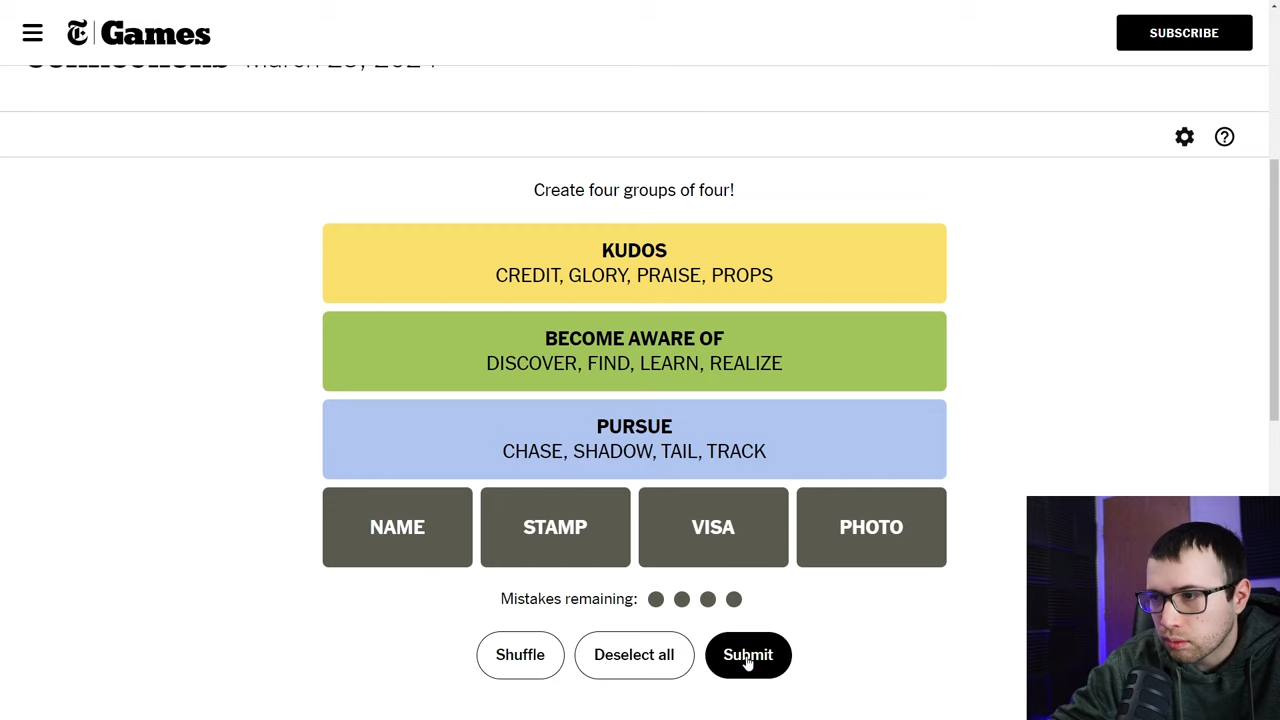 Games
SUBSCRIBE
Create four groups of four!
KUDOS
CREDIT, GLORY, PRAISE, PROPS
BECOME AWARE OF
DISCOVER, FIND, LEARN, REALIZE
PURSUE
CHASE, SHADOW, TAIL, TRACK
NAME STAMP VISA PHOTO
Mistakes remaining:
Shuffle Deselect all Submit